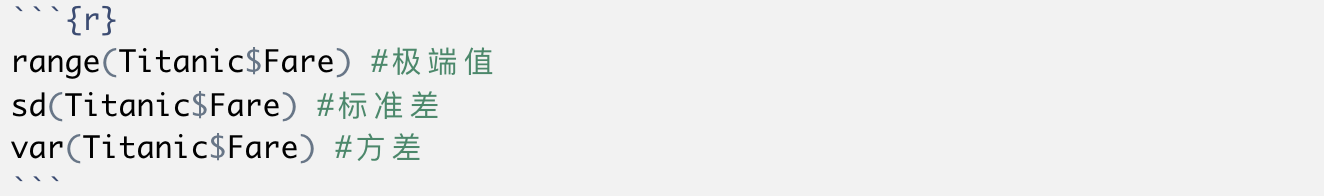 ```{r}
range(Titanic$Fare) #极端值
sd(Titanic$Fare) #标准差
var(Titanic$Fare) #方差
```